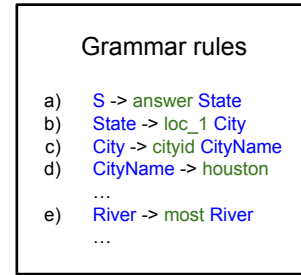 Grammar rules
a) S -> answer State
b) State -> loc_1 City
c) City -> cityid CityName
d) CityName -> houston
…
e) River -> most River
…